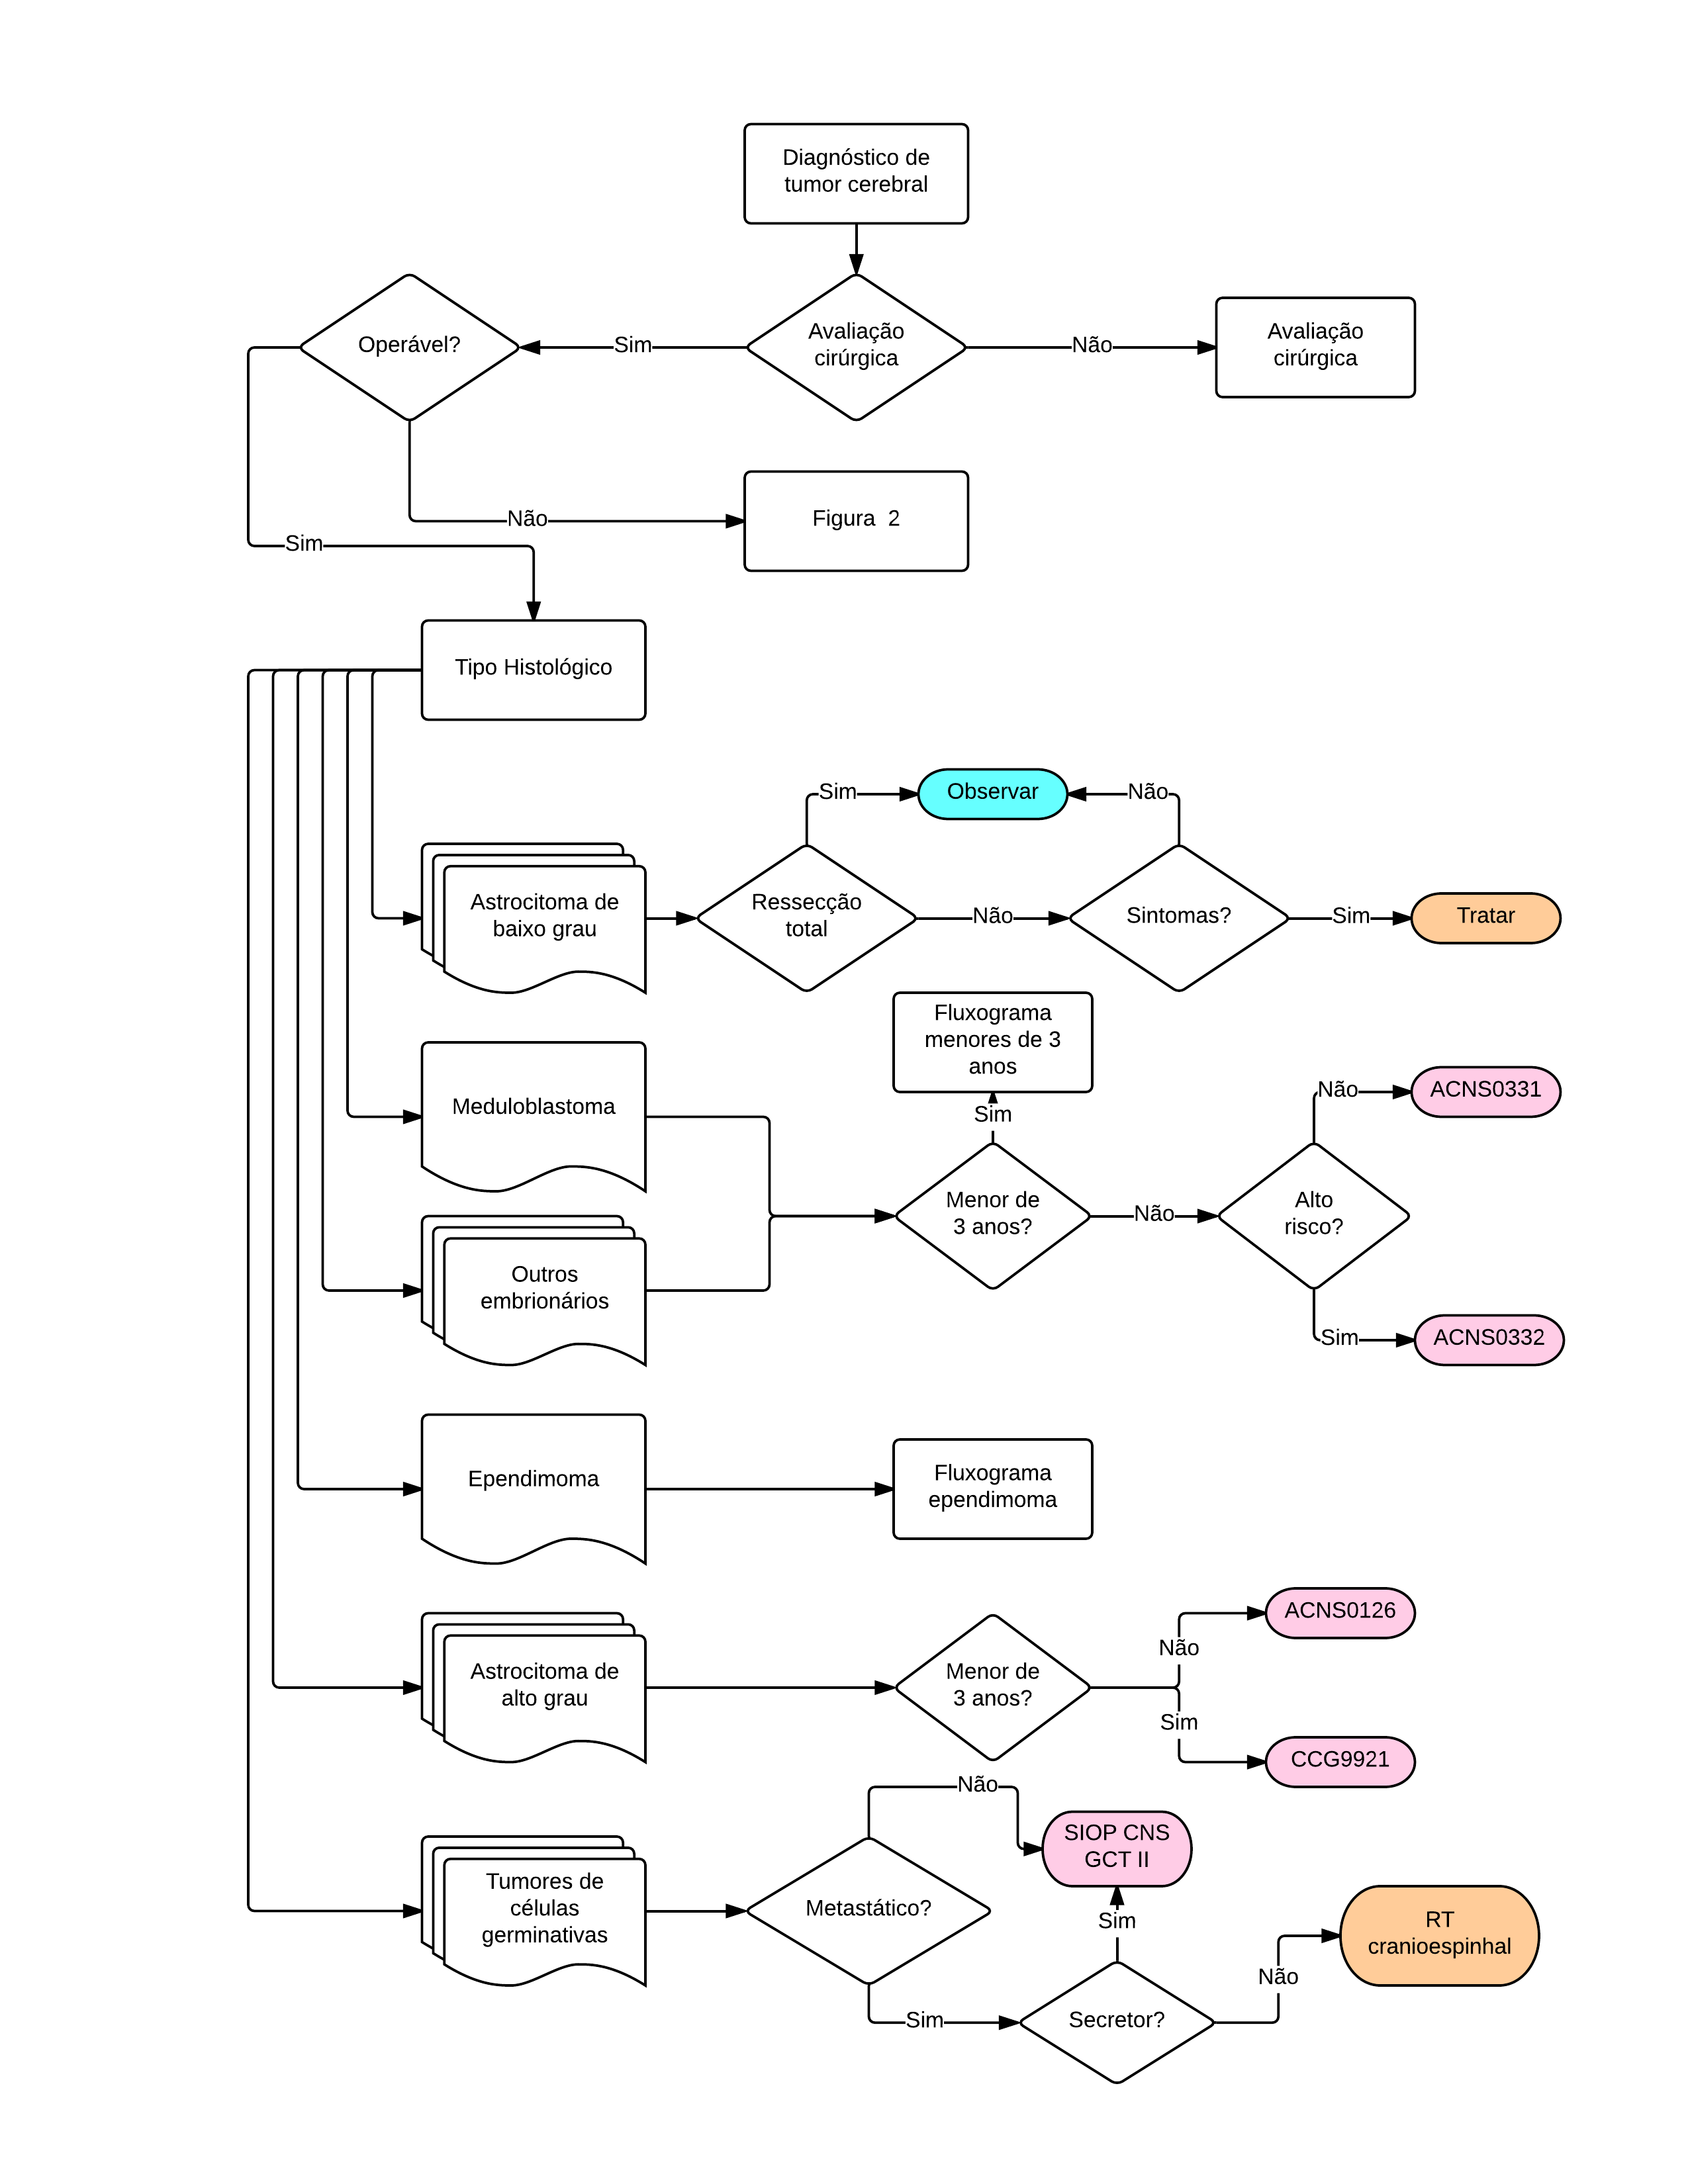 Diagnóstico de
tumor cerebral
Operável?
Sim
Avaliação
cirúrgica
Não
Avaliação
cirúrgica
Não
Figura 2
Sim
Tipo Histológico
Sim
Observar
Não
Astrocitoma de
baixo grau
Ressecção
total
Não
Sintomas?
Sim
Tratar
Fluxograma
menores de 3
anos
Sim
Meduloblastoma
Não
ACNS0331
Menor de
3 anos?
Não
Alto
risco?
Outros
embrionários
Sim
ACNS0332
Ependimoma
Fluxograma
ependimoma
Astrocitoma de
alto grau
Menor de
3 anos?
Não
ACNS0126
Sim
CCG9921
Não
SIOP CNS
GCT II
Tumores de
células
germinativas
Metastático?
Sim
RT
cranioespinhal
Não
Sim
Secretor?